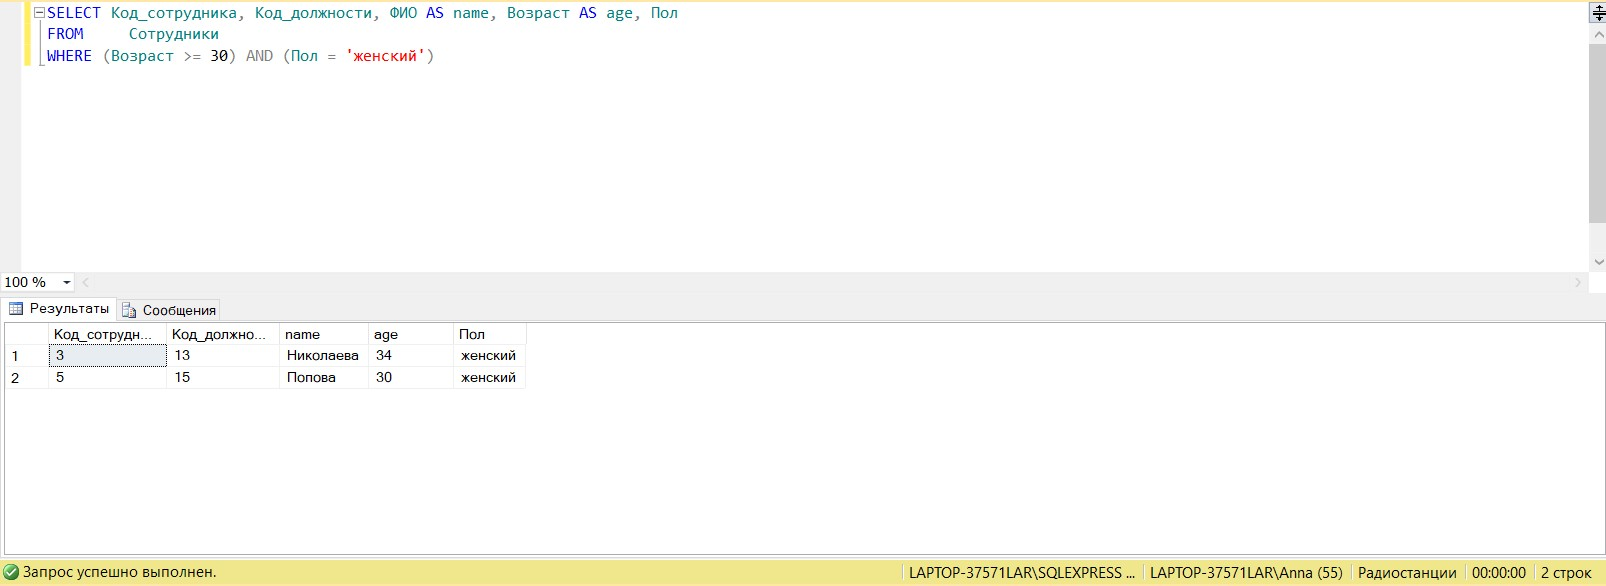 SELECT Код_сотрудника, Код_должности, ФИО AS name, Возраст AS age, Пол
FROM Сотрудники
WHERE (Возраст >= 30) AND (Пол = 'женский')
100 %
Результаты Сообщения
Код_сотрудн... Код_должно... name age Пол
1 3 13 Николаева 34 женский
2 5 15 Попова 30 женский
Запрос успешно выполнен. LAPTOP-37571LAR\SQLEXPRESS ... LAPTOP-37571LAR\Anna (55) Радиостанции 00:00:00 2 строк